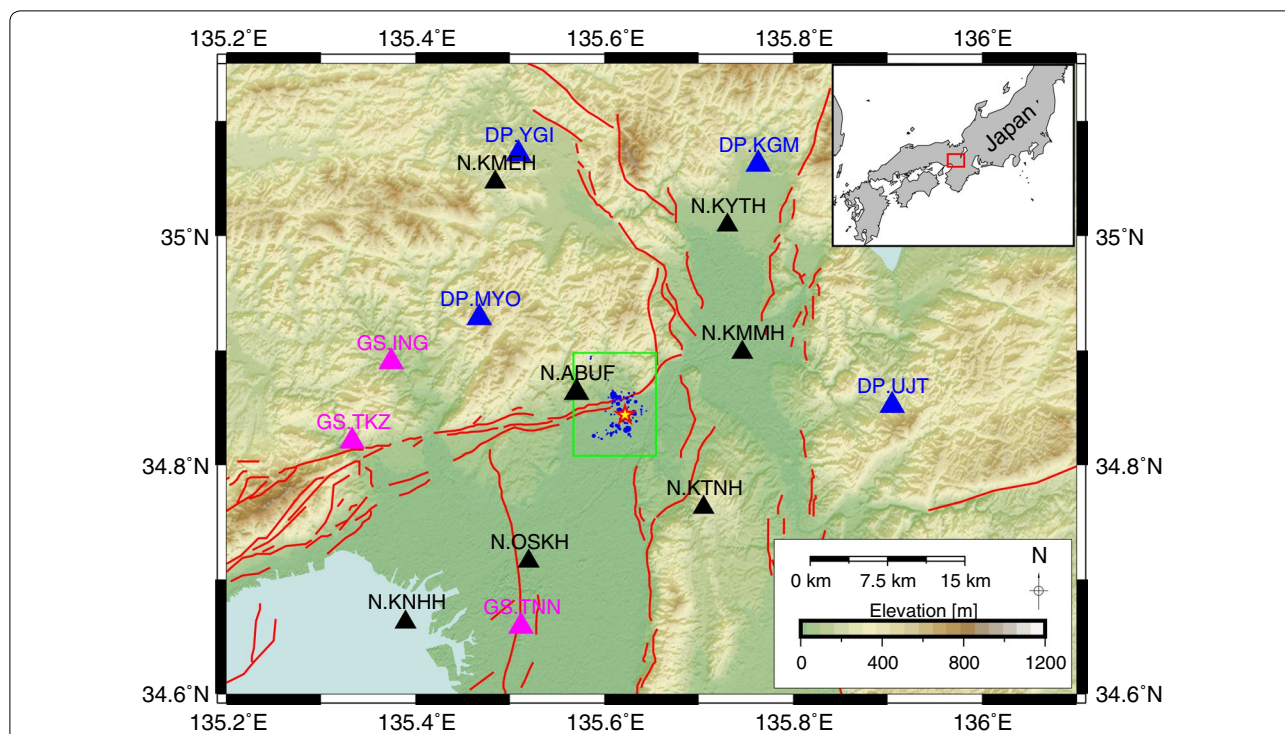 135.2˚E 135.4˚E 135.6˚E 135.8˚E 136˚E
Japan
DP.YGI
DP.KGM
N.KMEH
N.KYTH
35˚N 35˚N
DP.MYO
GS.ING
N.KMMH
N.ABUF
DP.UJT
GS.TKZ
34.8˚N 34.8˚N
N.KTNH
N.OSKH
N
0 km 7.5 km 15 km
N.KNHH
GS.TNN
Elevation [m]
0 400 800 1200
34.6˚N 34.6˚N
135.2˚E 135.4˚E 135.6˚E 135.8˚E 136˚E